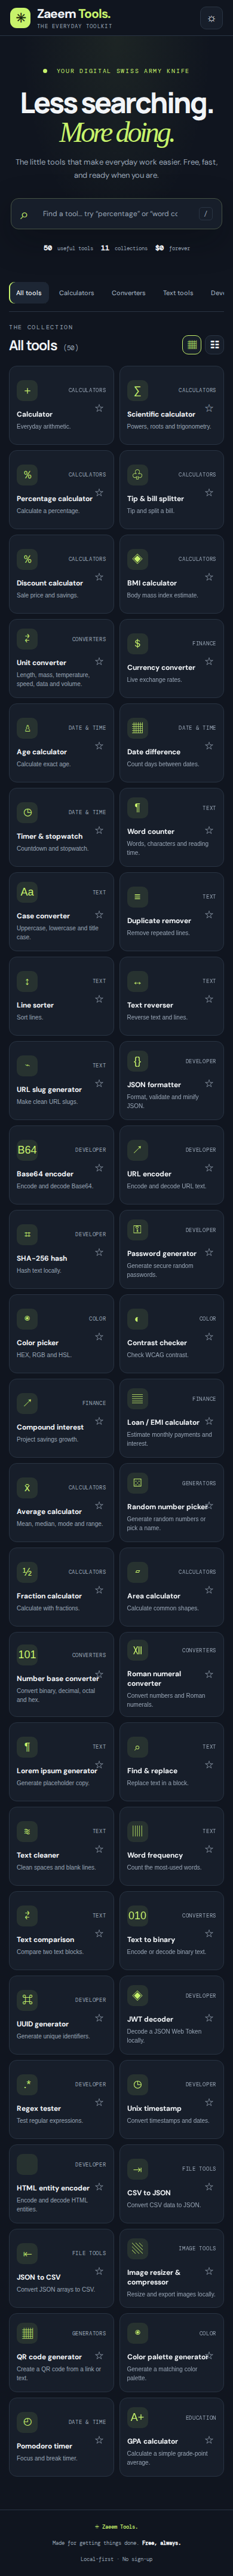 Zaeem Tools.
THE EVERYDAY TOOLKIT
YOUR DIGITAL SWISS ARMY KNIFE
Less searching.
More doing.
The little tools that make everyday work easier. Free, fast,
and ready when you are.
Find a tool... try "percentage" or "word cc
/
50 useful tools 11 collections $0 forever
All tools Calculators Converters Text tools Dev
THE COLLECTION
All tools (50)
+ CALCULATORS
Calculator
Everyday arithmetic.
∑ CALCULATORS
Scientific calculator
Powers, roots and trigonometry.
% CALCULATORS
Percentage calculator
Calculate a percentage.
CALCULATORS
Tip & bill splitter
Tip and split a bill.
% CALCULATORS
Discount calculator
Sale price and savings.
CALCULATORS
BMI calculator
Body mass index estimate.
CONVERTERS
Unit converter
Length, mass, temperature,
speed, data and volume.
$ FINANCE
Currency converter
Live exchange rates.
DATE & TIME
Age calculator
Calculate exact age.
DATE & TIME
Date difference
Count days between dates.
DATE & TIME
Timer & stopwatch
Countdown and stopwatch.
¶ TEXT
Word counter
Words, characters and reading
time.
Aa TEXT
Case converter
Uppercase, lowercase and title
case.
≡ TEXT
Duplicate remover
Remove repeated lines.
↕ TEXT
Line sorter
Sort lines.
↔ TEXT
Text reverser
Reverse text and lines.
~ TEXT
URL slug generator
Make clean URL slugs.
{} DEVELOPER
JSON formatter
Format, validate and minify
JSON.
B64 DEVELOPER
Base64 encoder
Encode and decode Base64.
↗ DEVELOPER
URL encoder
Encode and decode URL text.
⌗ DEVELOPER
SHA-256 hash
Hash text locally.
DEVELOPER
Password generator
Generate secure random
passwords.
COLOR
Color picker
HEX, RGB and HSL.
COLOR
Contrast checker
Check WCAG contrast.
↗ FINANCE
Compound interest
Project savings growth.
FINANCE
Loan / EMI calculator
Estimate monthly payments and
interest.
x̄ CALCULATORS
Average calculator
Mean, median, mode and range.
GENERATORS
Random number picker
Generate random numbers or
pick a name.
½ CALCULATORS
Fraction calculator
Calculate with fractions.
CALCULATORS
Area calculator
Calculate common shapes.
101 CONVERTERS
Number base converter
Convert binary, decimal, octal
and hex.
Ⅻ CONVERTERS
Roman numeral
converter
Convert numbers and Roman
numerals.
¶ TEXT
Lorem ipsum generator
Generate placeholder copy.
TEXT
Find & replace
Replace text in a block.
≋ TEXT
Text cleaner
Clean spaces and blank lines.
TEXT
Word frequency
Count the most-used words.
TEXT
Text comparison
Compare two text blocks.
010 CONVERTERS
Text to binary
Encode or decode binary text.
⌘ DEVELOPER
UUID generator
Generate unique identifiers.
◈ DEVELOPER
JWT decoder
Decode a JSON Web Token
locally.
.* DEVELOPER
Regex tester
Test regular expressions.
DEVELOPER
Unix timestamp
Convert timestamps and dates.
DEVELOPER
HTML entity encoder
Encode and decode HTML
entities.
⇥ FILE TOOLS
CSV to JSON
Convert CSV data to JSON.
⇤ FILE TOOLS
JSON to CSV
Convert JSON arrays to CSV.
IMAGE TOOLS
Image resizer &
compressor
Resize and export images locally.
GENERATORS
QR code generator
Create a QR code from a link or
text.
COLOR
Color palette generator
Generate a matching color
palette.
DATE & TIME
Pomodoro timer
Focus and break timer.
A+ EDUCATION
GPA calculator
Calculate a simple grade-point
average.
Zaeem Tools.
Made for getting things done. Free, always.
Local-first · No sign-up